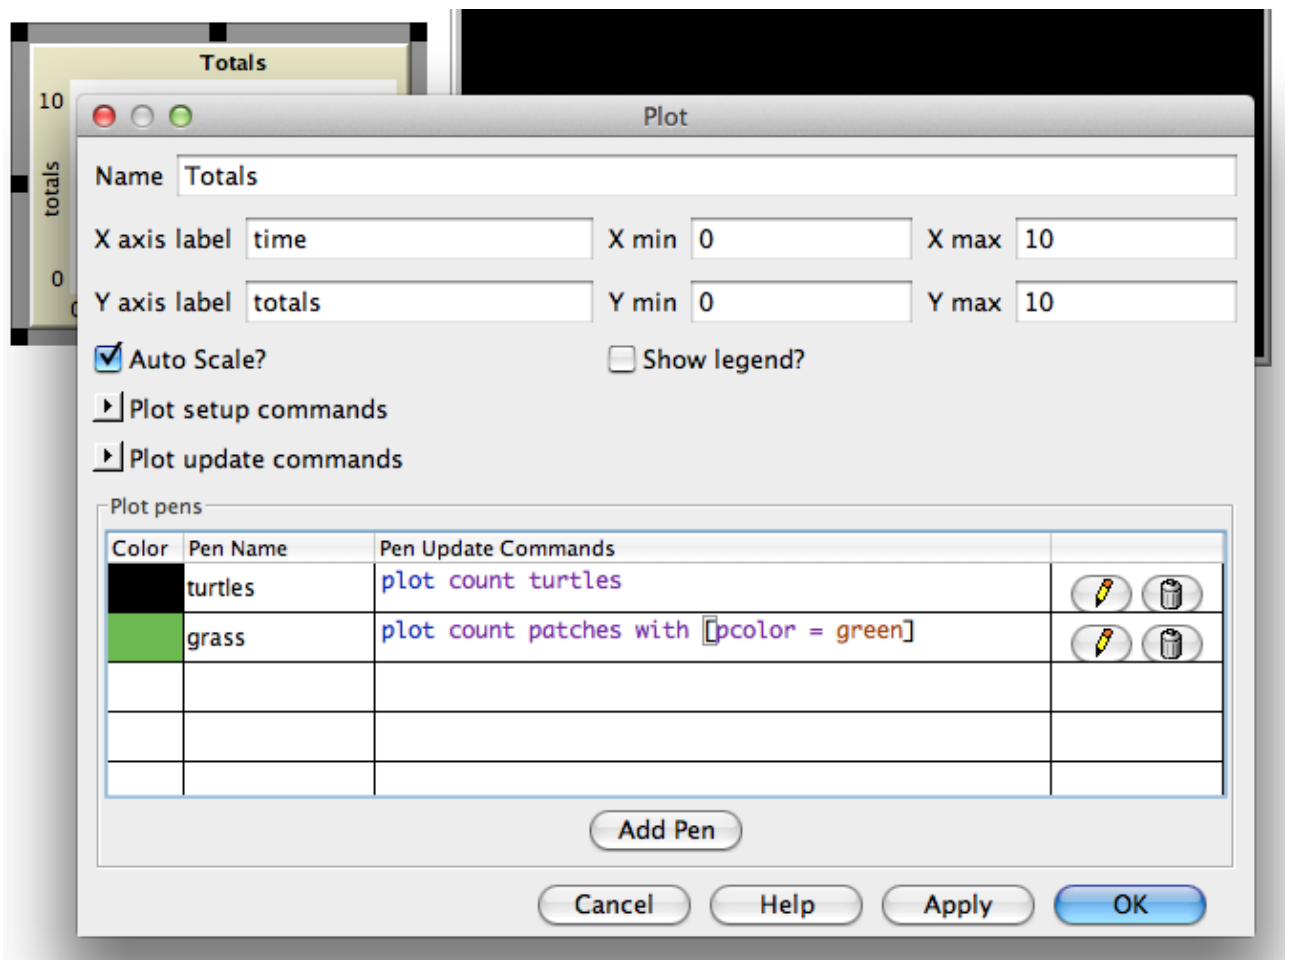 Totals
10
totals
0
Plot
Name Totals
X axis label time X min 0 X max 10
Y axis label totals Y min 0 Y max 10
Auto Scale? Show legend?
Plot setup commands
Plot update commands
Plot pens
Color Pen Name Pen Update Commands
turtles plot count turtles
grass plot count patches with [pcolor = green]
Add Pen
Cancel Help Apply OK